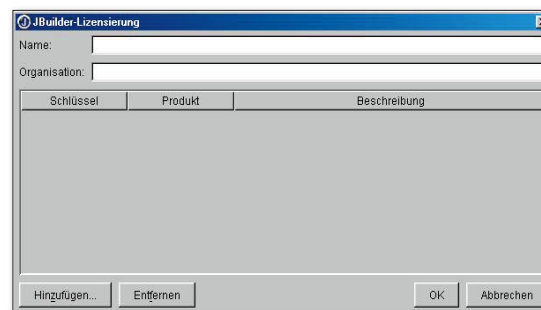 JBuilder-Lizensierung
Name:
Organisation:
Schlüssel Produkt Beschreibung
Hinzufügen... Entfernen OK Abbrechen